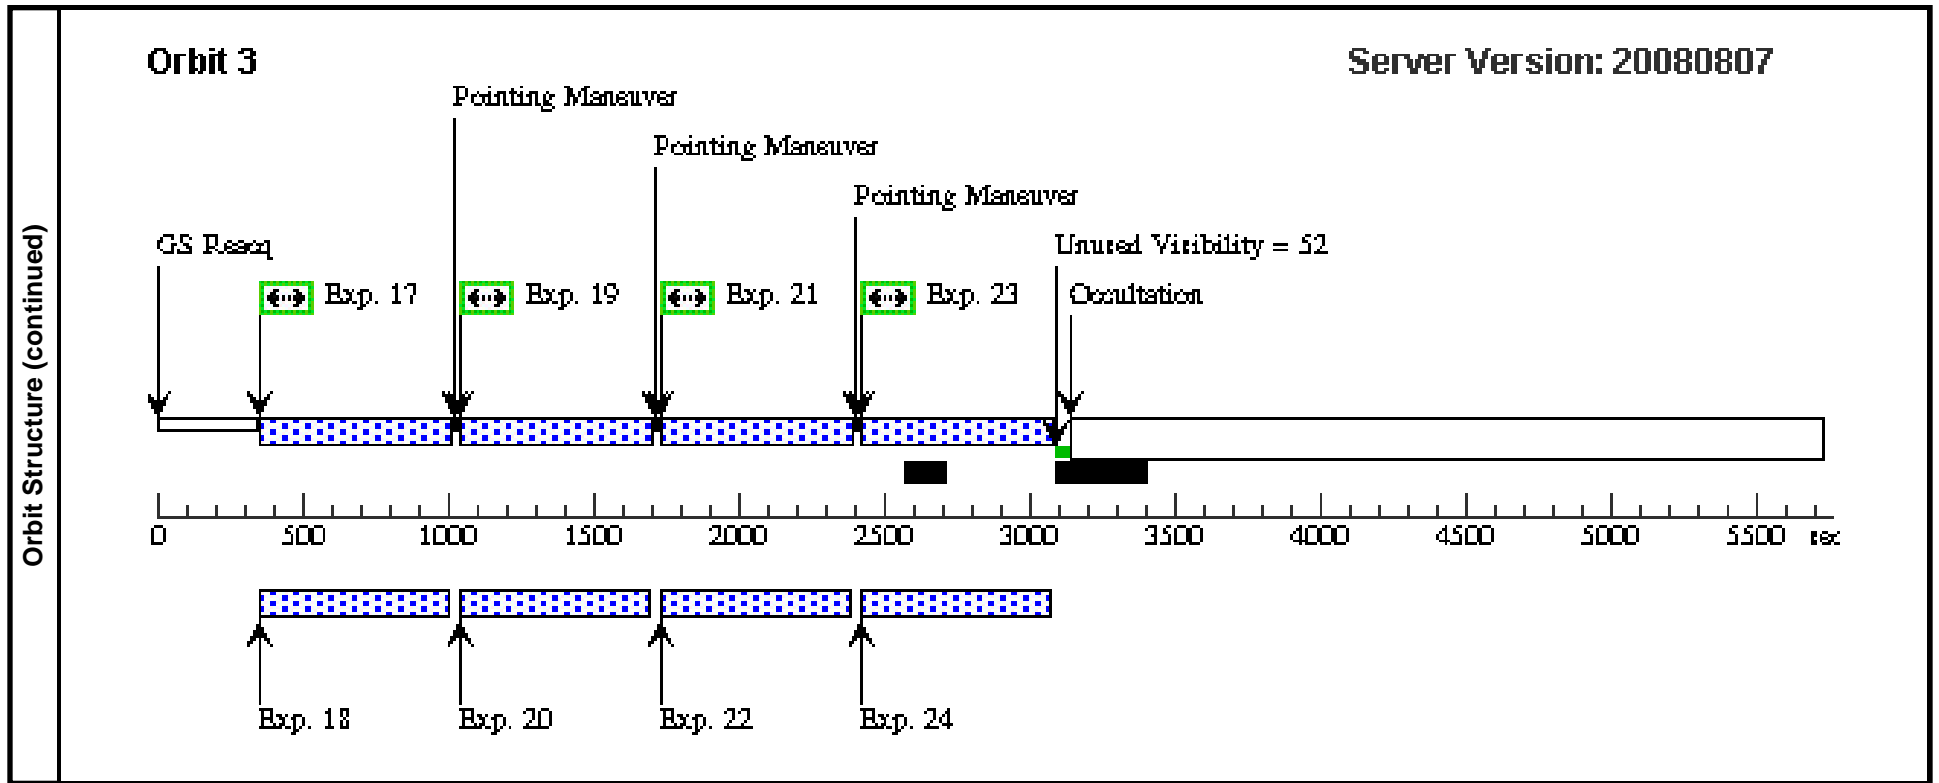 Orbit Structure (continued)
Orbit 3
Server Version: 20080807
Pointing Maneuver
Pointing Maneuver
Pointing Maneuver
GS Reacq
Unused Visibility = 52
Exp. 17
Exp. 19
Exp. 21
Exp. 23
Occultation
0 500 1000 1500 2000 2500 3000 3500 4000 4500 5000 5500 sec
Exp. 18
Exp. 20
Exp. 22
Exp. 24